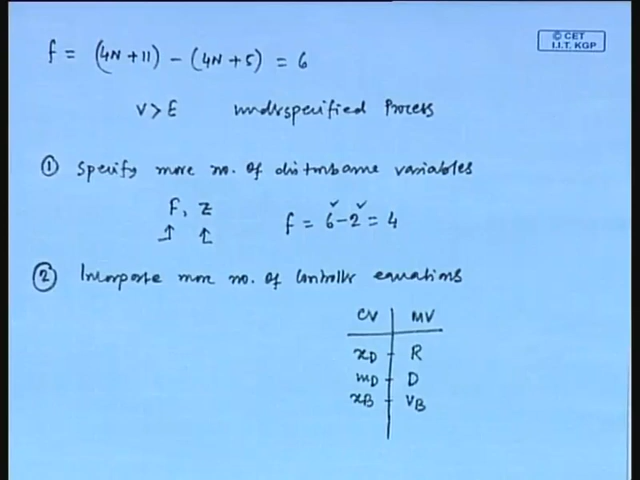 © CET
I.I.T. KGP
f = (4N+11) - (4N+5) = 6
V > E underspecified Process
① Specify more no. of disturbance variables
F, Z f = 6 - 2 = 4
② Incorporate more no. of Controller equations
CV MV
xD R
mD D
xB VB